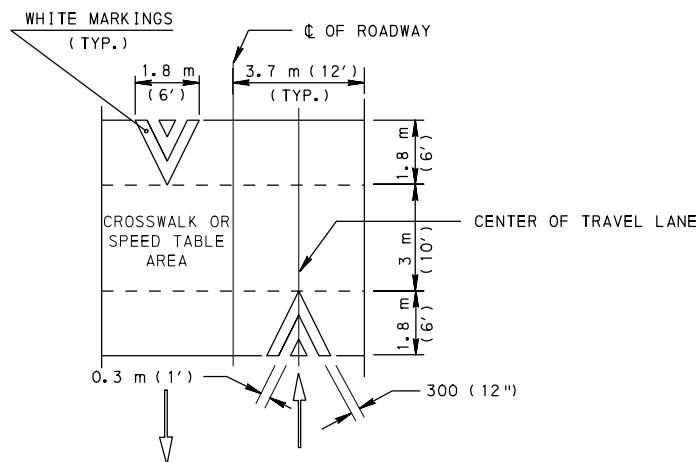 WHITE MARKINGS
(TYP.)
℄ OF ROADWAY
1.8 m
(6')
3.7 m (12')
(TYP.)
1.8 m
(6')
CROSSWALK OR
SPEED TABLE
AREA
3 m
(10')
CENTER OF TRAVEL LANE
1.8 m
(6')
0.3 m (1')
300 (12")